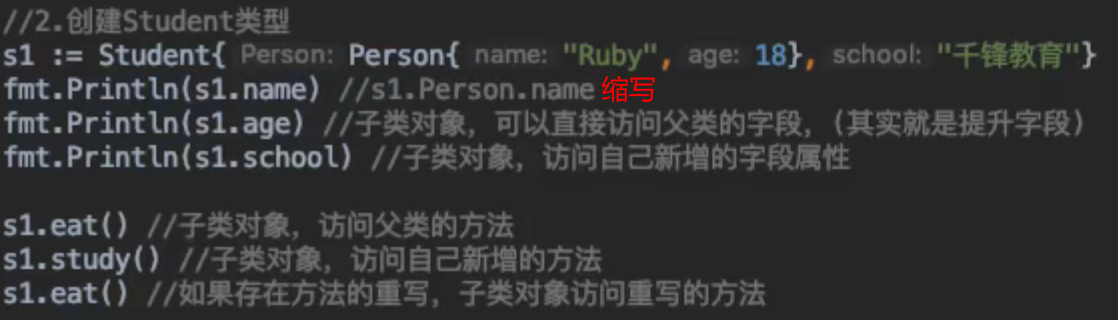 //2.创建Student类型
s1 := Student{ Person: Person{ name: "Ruby", age: 18}, school: "千锋教育"}
fmt.Println(s1.name) //s1.Person.name 缩写
fmt.Println(s1.age) //子类对象，可以直接访问父类的字段，(其实就是提升字段)
fmt.Println(s1.school) //子类对象，访问自己新增的字段属性
s1.eat() //子类对象，访问父类的方法
s1.study() //子类对象，访问自己新增的方法
s1.eat() //如果存在方法的重写，子类对象访问重写的方法